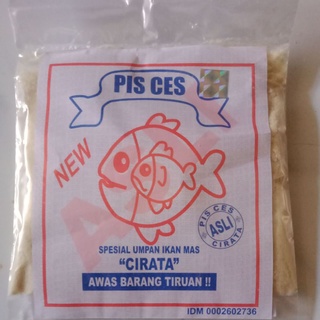 PIS CES
NEW
PIS CES
ASLI
CIRATA
SPESIAL UMPAN IKAN MAS
"CIRATA"
AWAS BARANG TIRUAN !!
IDM 0002602736